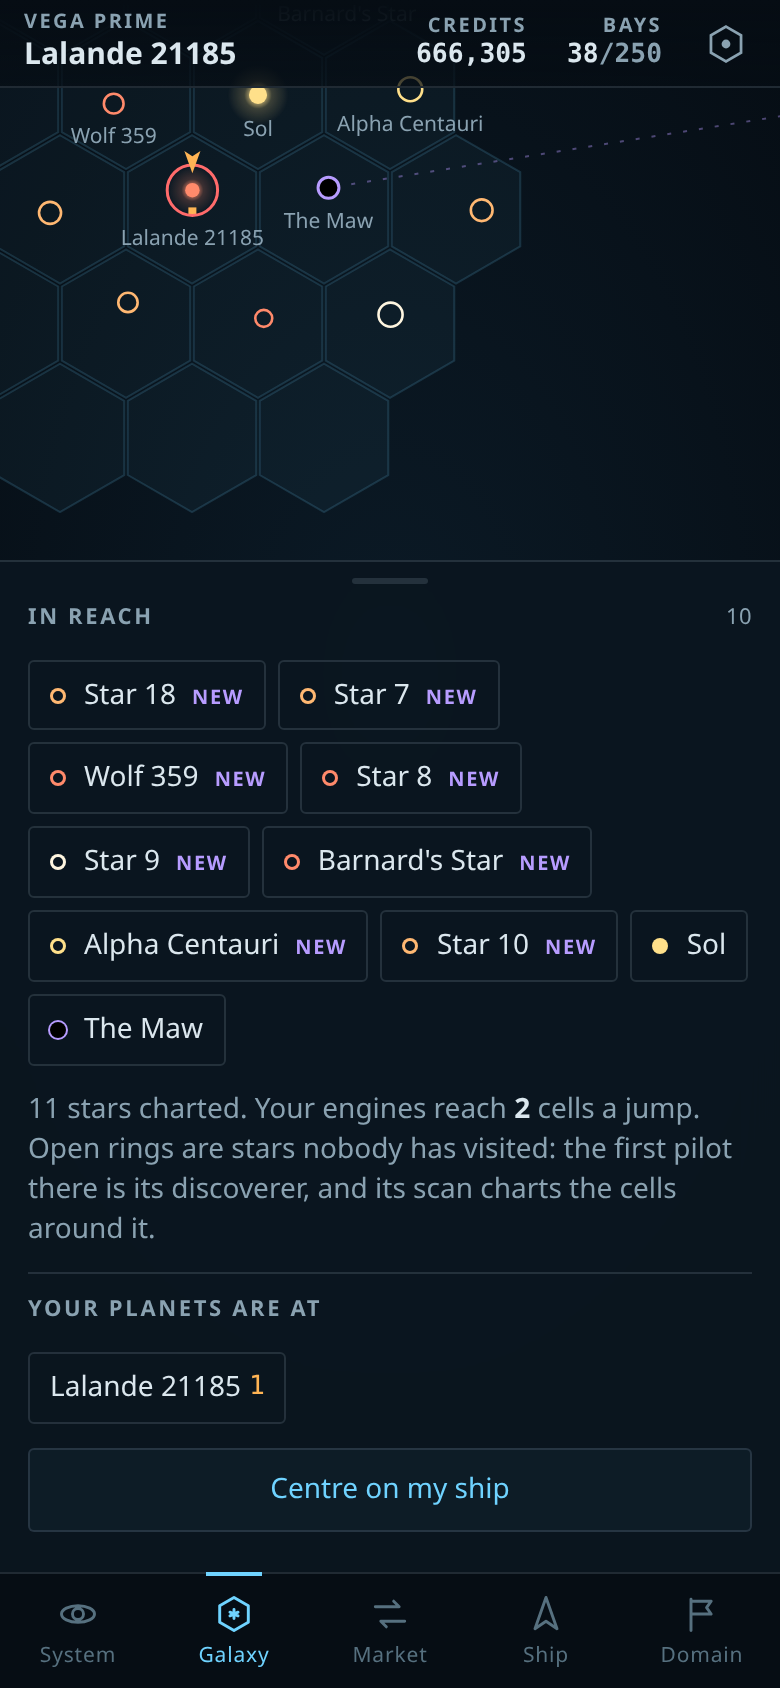 VEGA PRIME
Lalande 21185
CREDITS
666,305
BAYS
38/250
Barnard's Star
Wolf 359
Sol
Alpha Centauri
Lalande 21185
The Maw
IN REACH
10
Star 18 NEW
Star 7 NEW
Wolf 359 NEW
Star 8 NEW
Star 9 NEW
Barnard's Star NEW
Alpha Centauri NEW
Star 10 NEW
Sol
The Maw
11 stars charted. Your engines reach 2 cells a jump.
Open rings are stars nobody has visited: the first pilot
there is its discoverer, and its scan charts the cells
around it.
YOUR PLANETS ARE AT
Lalande 21185 1
Centre on my ship
System
Galaxy
Market
Ship
Domain